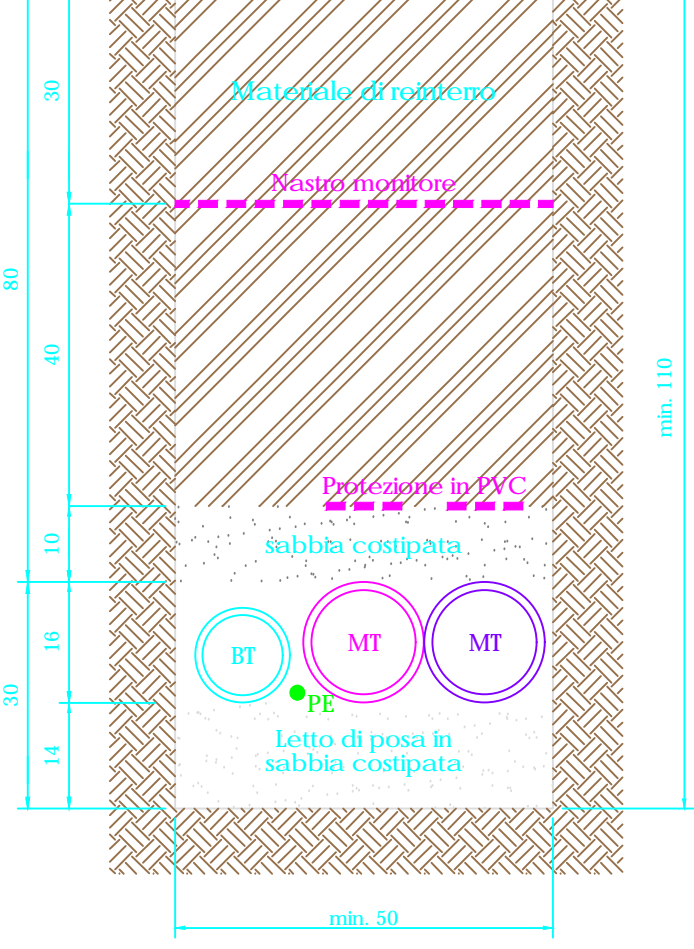 30
Materiale di reinterro
Nastro monitore
80
40
min. 110
Protezione in PVC
10
sabbia costipata
16
BT
MT
MT
30
PE
14
Letto di posa in
sabbia costipata
min. 50